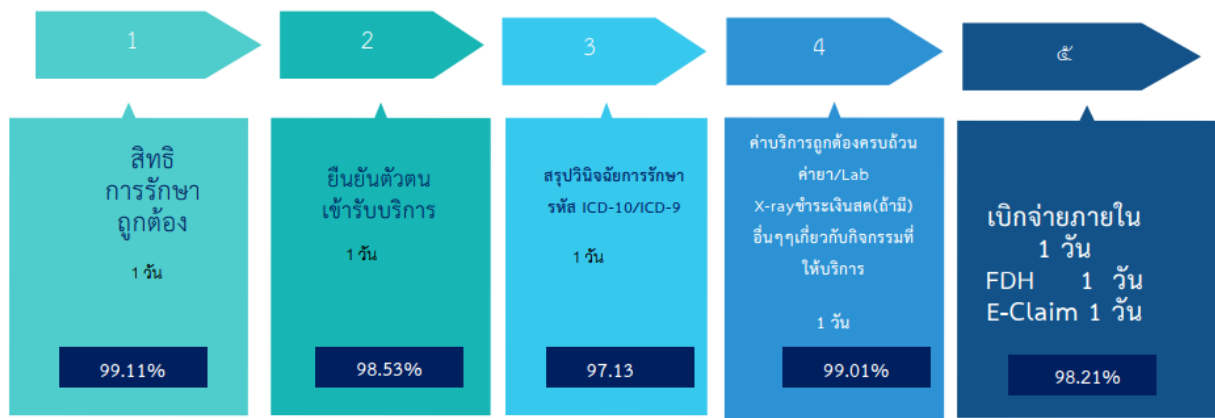 1
สิทธิ
การรักษา
ถูกต้อง
1 วัน
99.11%
2
ยืนยันตัวตน
เข้ารับบริการ
1 วัน
98.53%
3
สรุปวินิจฉัยการรักษา
รหัส ICD-10/ICD-9
1 วัน
97.13
4
ค่าบริการถูกต้องครบถ้วน
ค่ายา/Lab
X-rayชำระเงินสด(ถ้ามี)
อื่นๆๆเกี่ยวกับกิจกรรมที่
ให้บริการ
1 วัน
99.01%
๕
เบิกจ่ายภายใน
1 วัน
FDH 1 วัน
E-Claim 1 วัน
98.21%